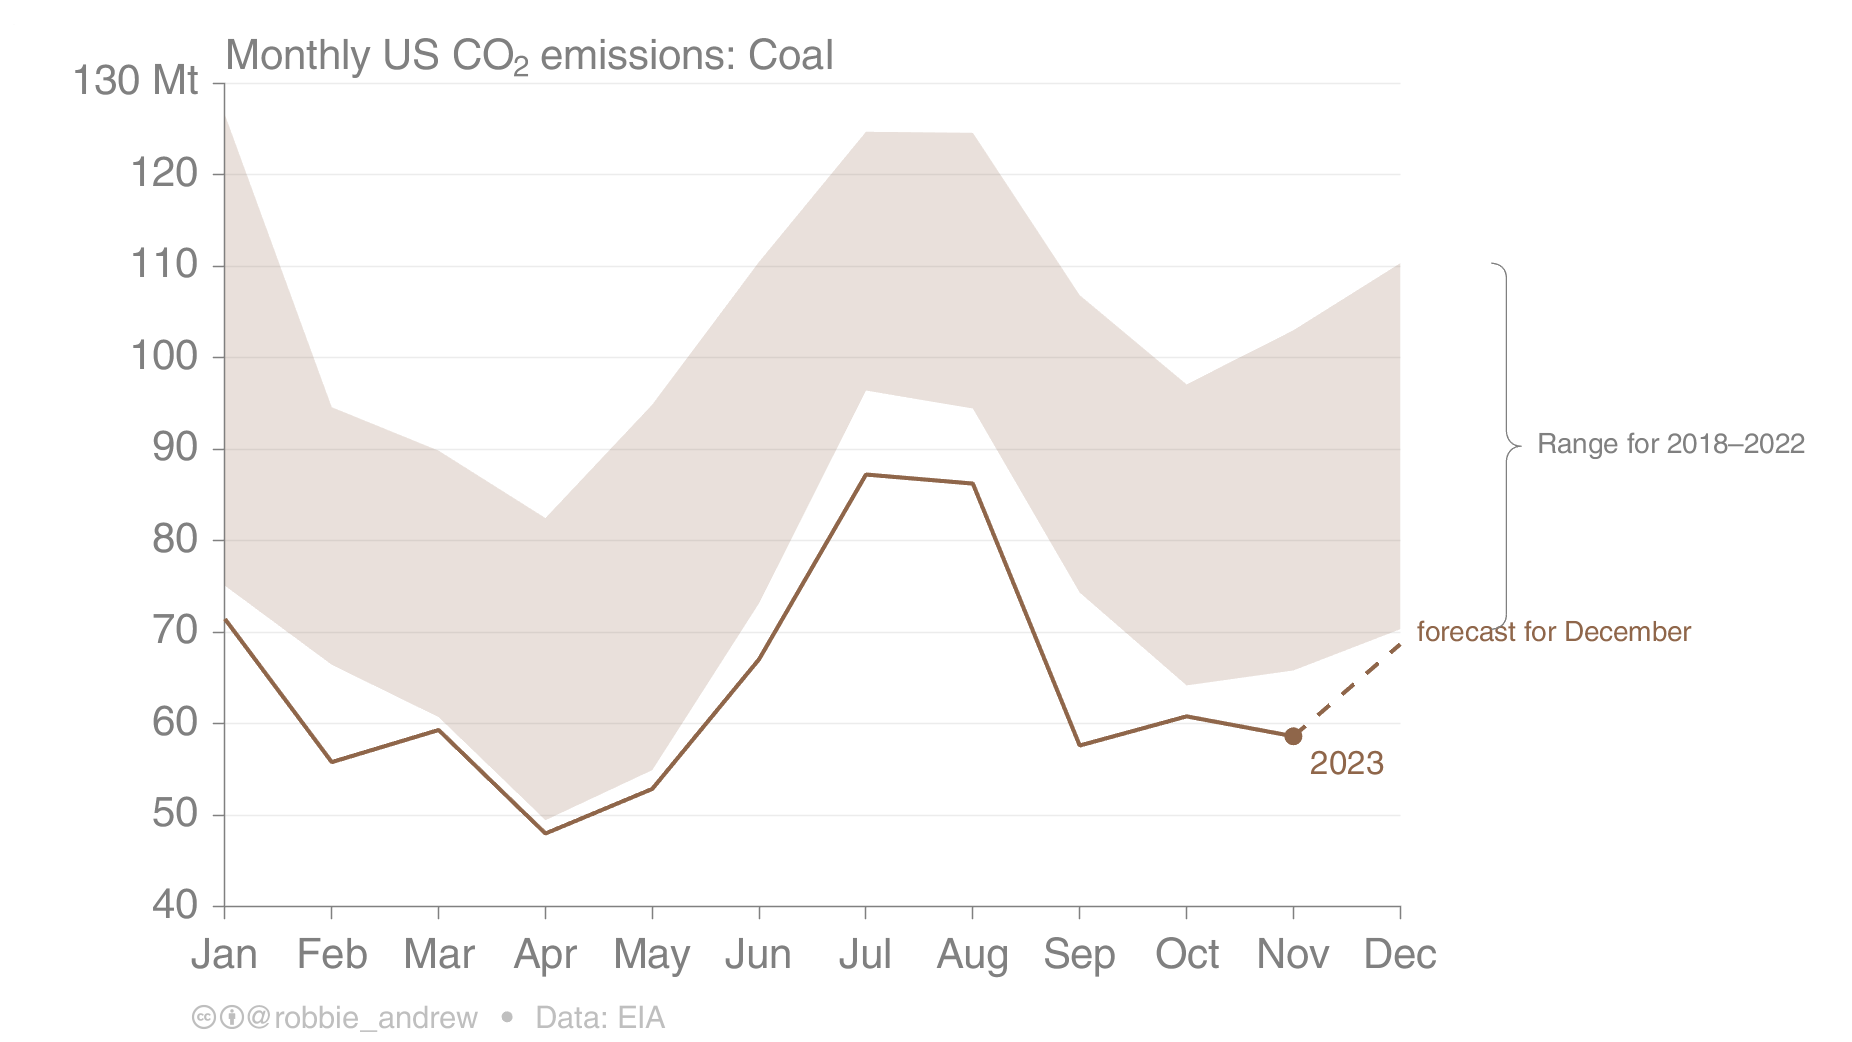 Monthly US CO₂ emissions: Coal
130 Mt
120
110
100
90
80
70
60
50
40
Range for 2018–2022
forecast for December
2023
Jan Feb Mar Apr May Jun Jul Aug Sep Oct Nov Dec
@robbie_andrew • Data: EIA